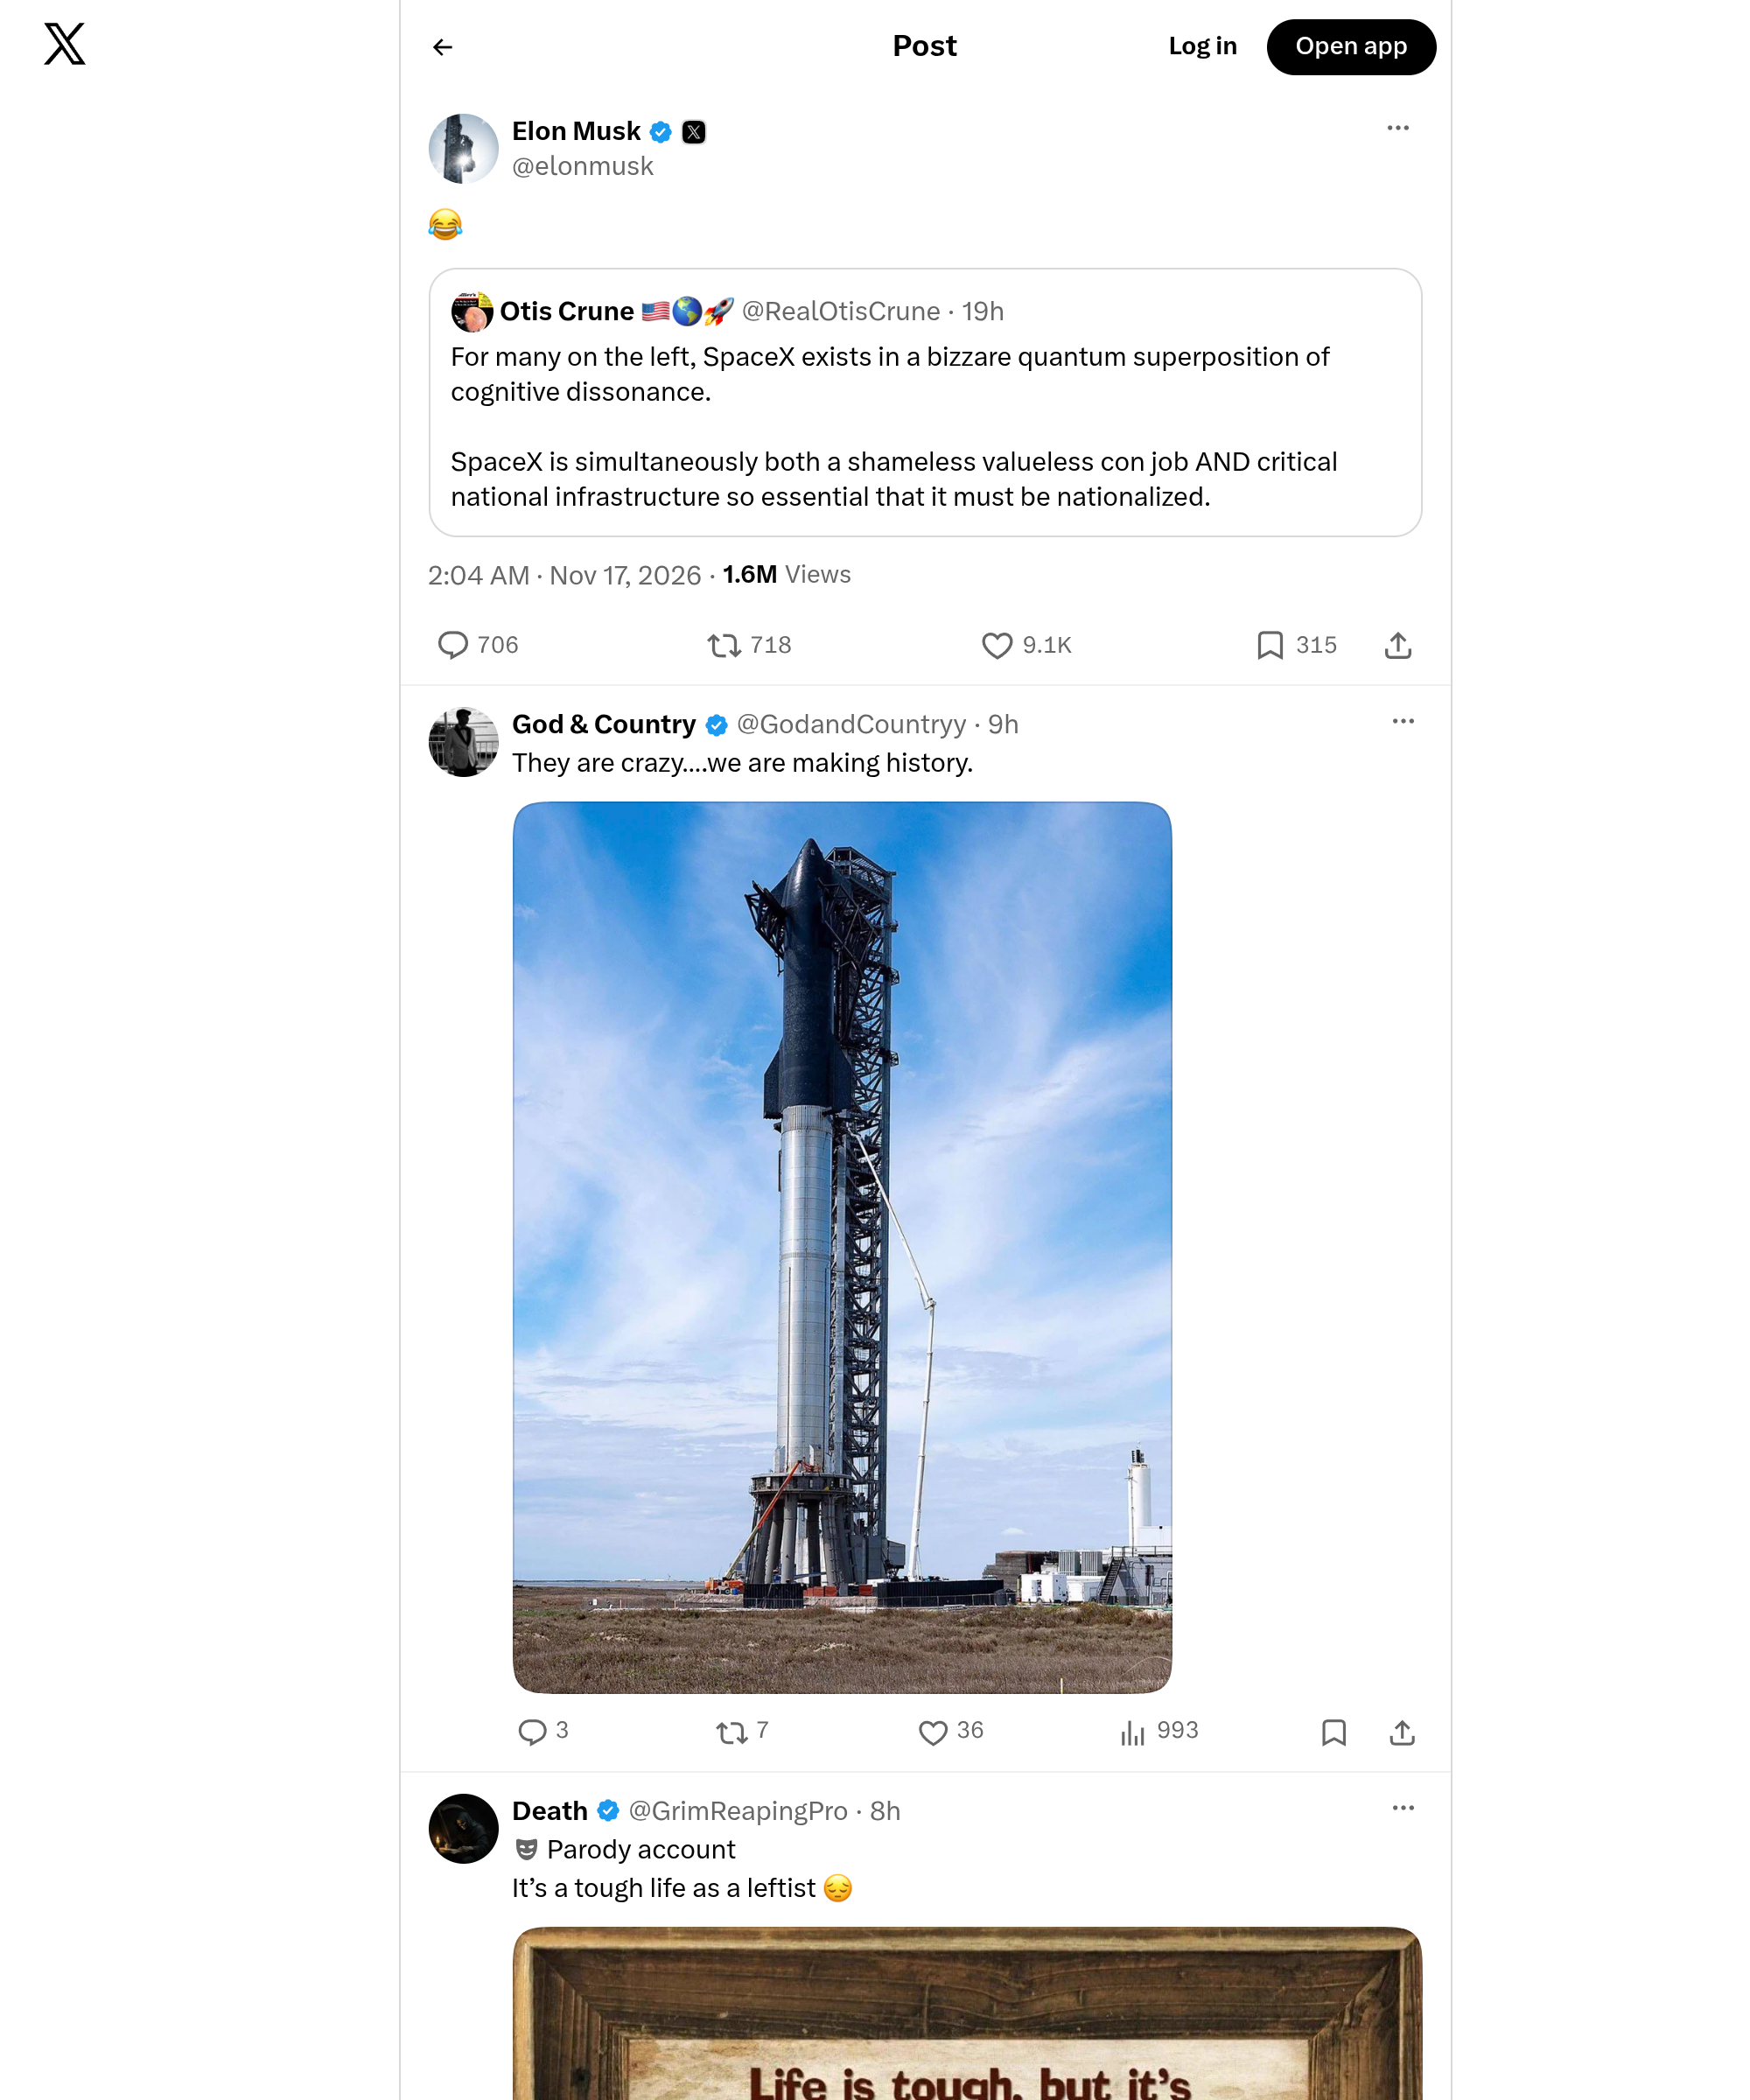 Post
Log in
Open app
Elon Musk
@elonmusk
😂
Otis Crune 🇺🇸🌎🚀 @RealOtisCrune · 19h
For many on the left, SpaceX exists in a bizzare quantum superposition of
cognitive dissonance.
SpaceX is simultaneously both a shameless valueless con job AND critical
national infrastructure so essential that it must be nationalized.
2:04 AM · Nov 17, 2026 · 1.6M Views
706 718 9.1K 315
God & Country @GodandCountryy · 9h
They are crazy....we are making history.
3 7 36 993
Death @GrimReapingPro · 8h
Parody account
It’s a tough life as a leftist 😔
Life is tough, but it’s